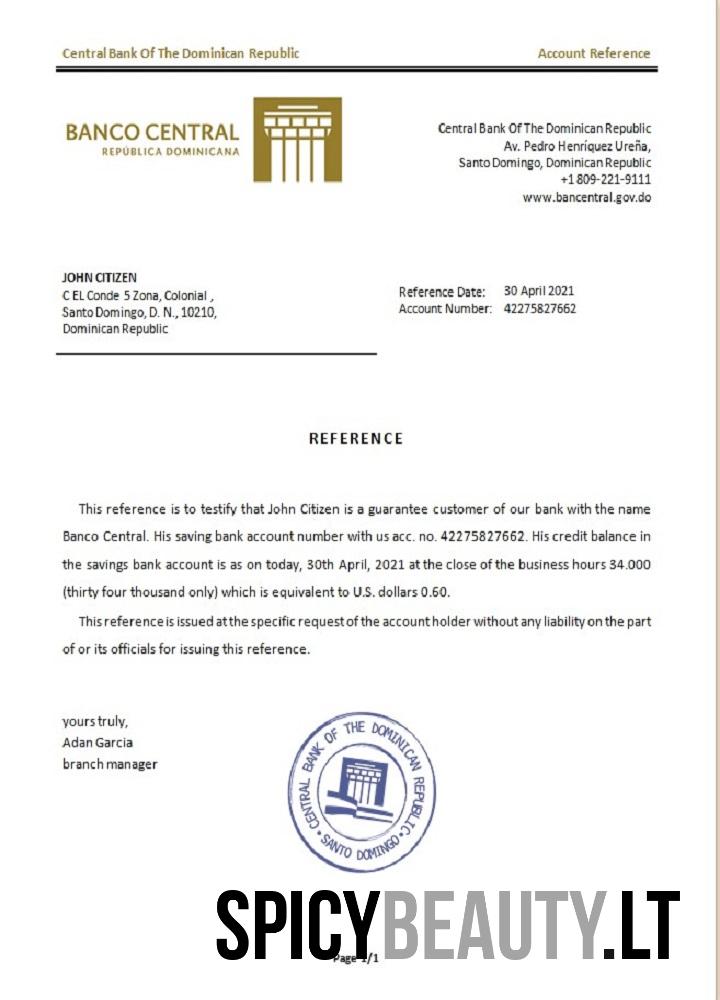 Central Bank Of The Dominican Republic
Account Reference
BANCO CENTRAL
REPÚBLICA DOMINICANA
Central Bank Of The Dominican Republic
Av. Pedro Henríquez Ureña,
Santo Domingo, Dominican Republic
+1 809-221-9111
www.bancentral.gov.do
JOHN CITIZEN
C EL Conde 5 Zona, Colonial ,
Santo Domingo, D. N., 10210,
Dominican Republic
Reference Date: 30 April 2021
Account Number: 42275827662
REFERENCE
This reference is to testify that John Citizen is a guarantee customer of our bank with the name
Banco Central. His saving bank account number with us acc. no. 42275827662. His credit balance in
the savings bank account is as on today, 30th April, 2021 at the close of the business hours 34.000
(thirty four thousand only) which is equivalent to U.S. dollars 0.60.
This reference is issued at the specific request of the account holder without any liability on the part
of or its officials for issuing this reference.
yours truly,
Adan Garcia
branch manager
CENTRAL BANK OF THE DOMINICAN REPUBLIC
SANTO DOMINGO
SPICYBEAUTY.LT
Page 1/1